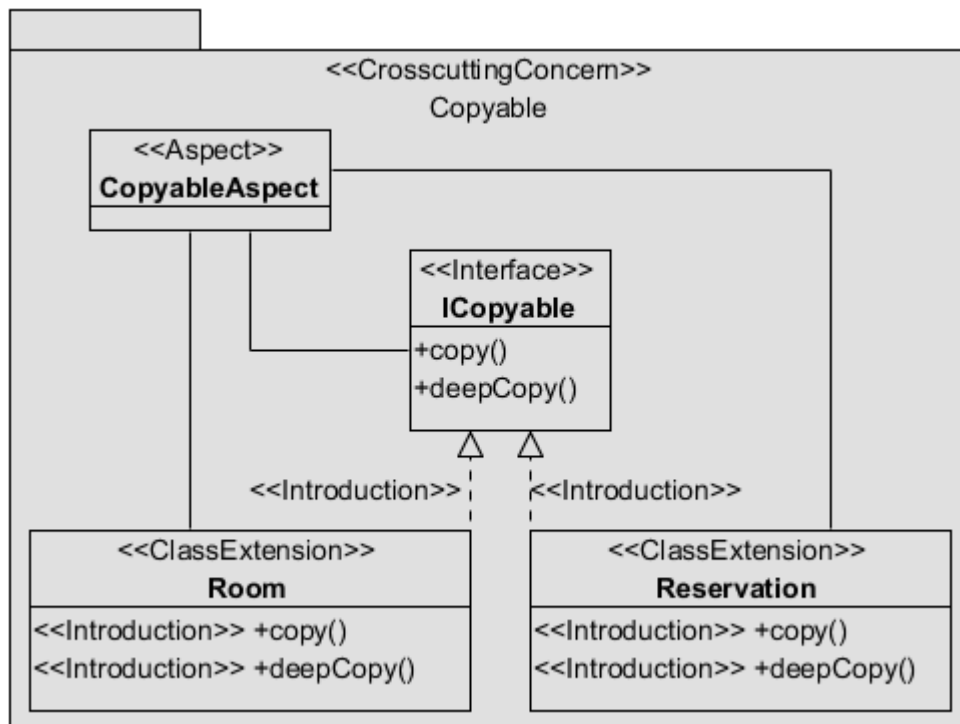 <<CrosscuttingConcern>>
Copyable
<<Aspect>>
CopyableAspect
<<Interface>>
ICopyable
+copy()
+deepCopy()
<<Introduction>>
<<Introduction>>
<<ClassExtension>>
Room
<<Introduction>> +copy()
<<Introduction>> +deepCopy()
<<ClassExtension>>
Reservation
<<Introduction>> +copy()
<<Introduction>> +deepCopy()